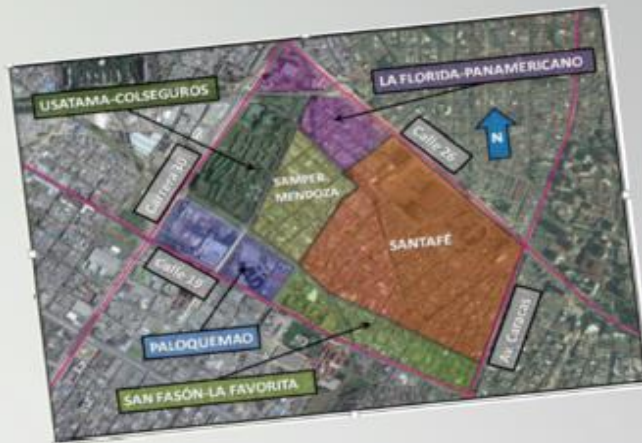 LA FLORIDA-PANAMERICANO
USATAMA-COLSEGUROS
Calle 26
N
Carrera 30
SAMPER
MENDOZA
SANTAFÉ
Calle 19
Av. Caracas
PALOQUEMAO
SAN FASÓN-LA FAVORITA